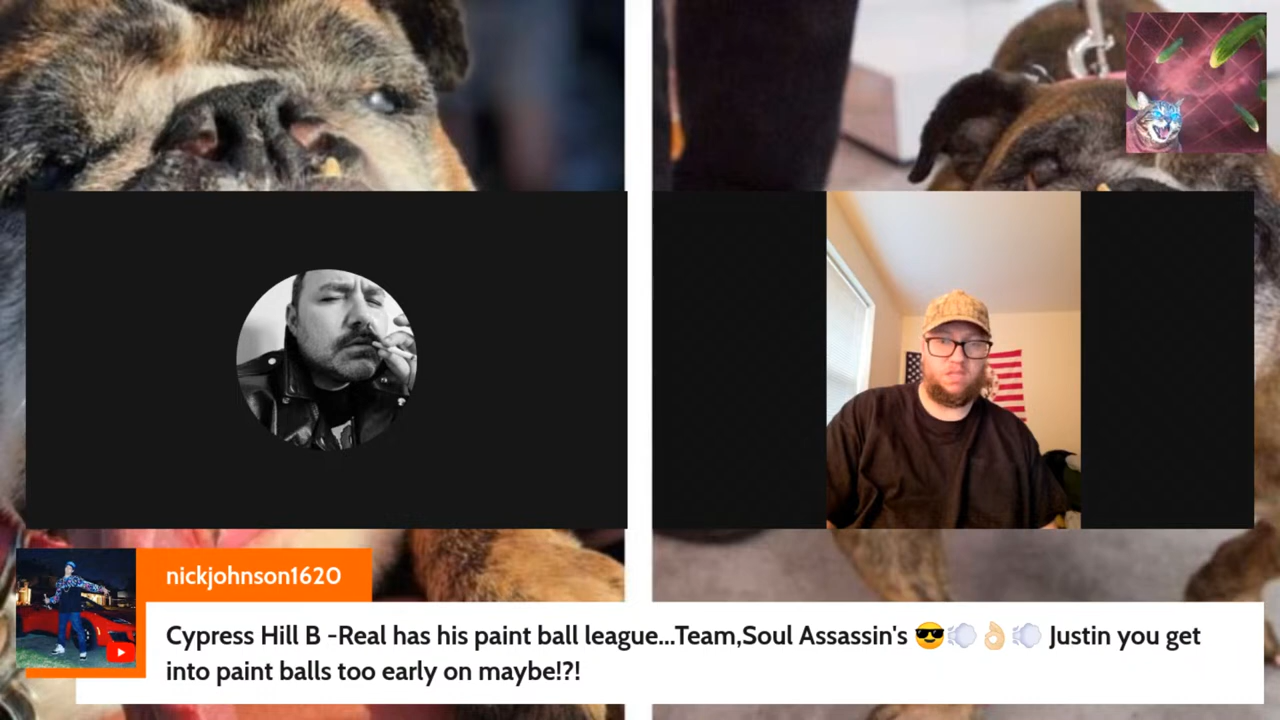 nickjohnson1620
Cypress Hill B -Real has his paint ball league...Team,Soul Assassin's 😎💨👌🏼💨 Justin you get
into paint balls too early on maybe!?!